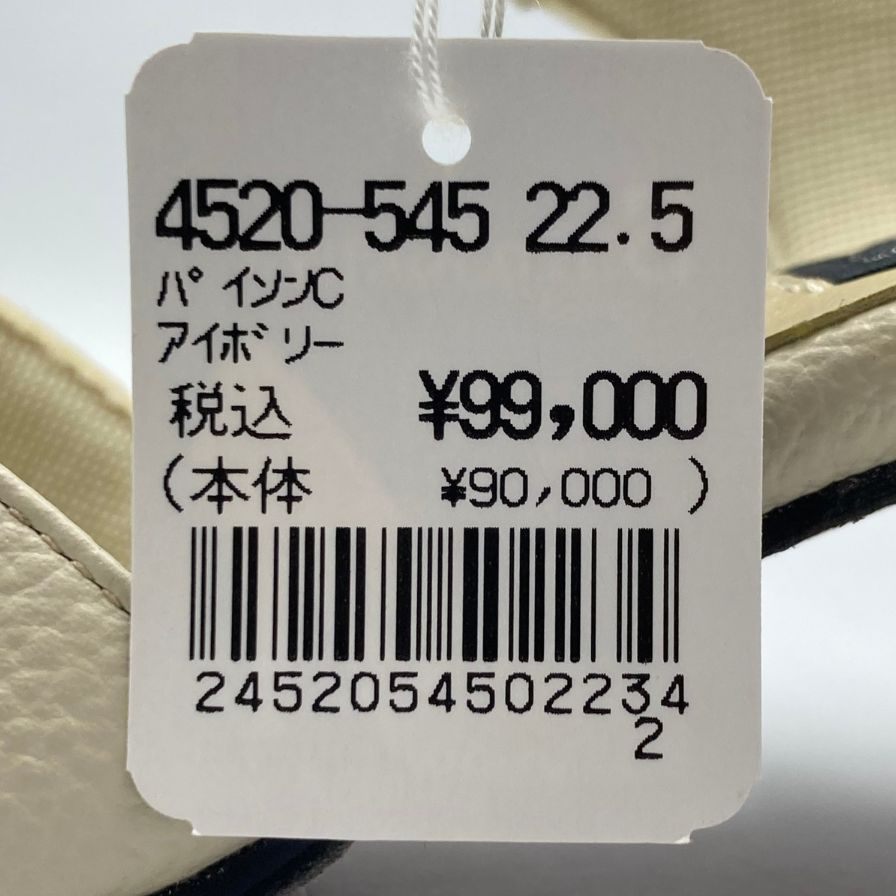 4520-545 22.5
パイソンC
アイボリー
税込 ¥99,000
(本体 ¥90,000 )
2452054502234
2